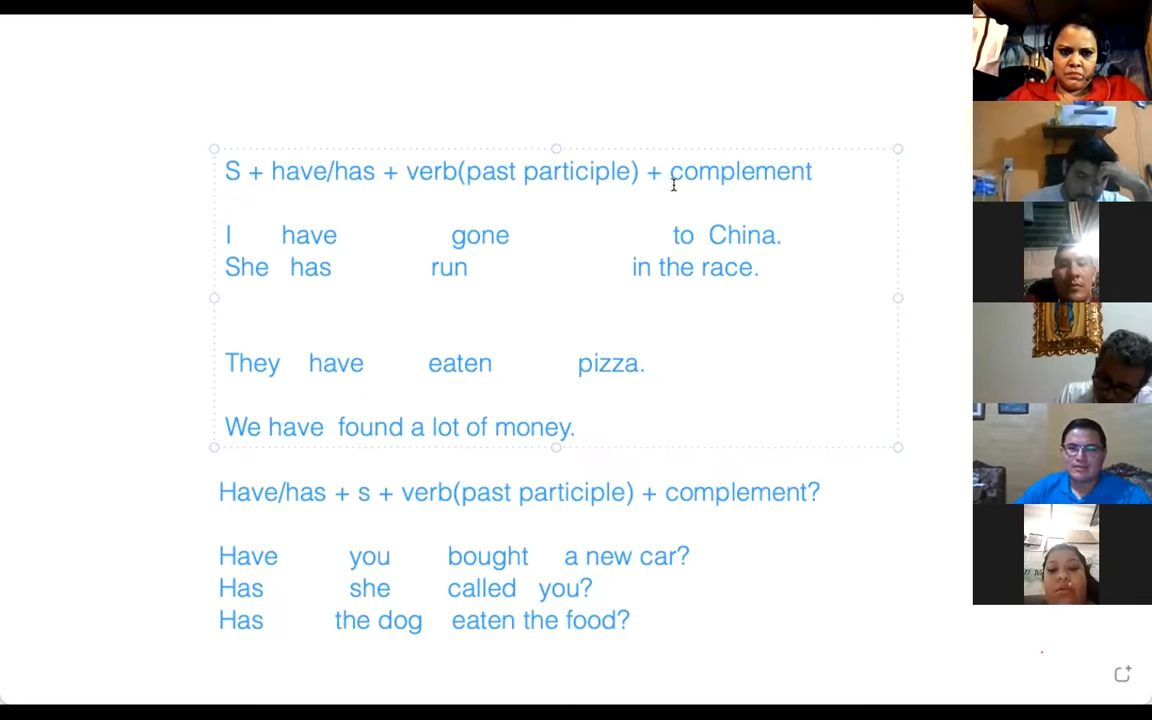 S + have/has + verb(past participle) + complement
I have gone to China.
She has run in the race.
They have eaten pizza.
We have found a lot of money.
Have/has + s + verb(past participle) + complement?
Have you bought a new car?
Has she called you?
Has the dog eaten the food?